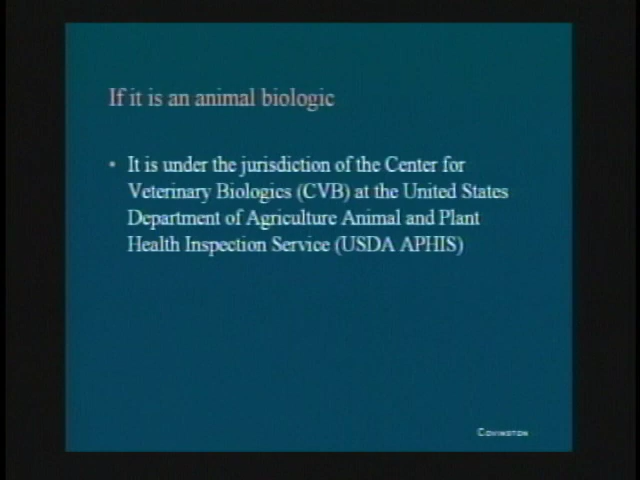 If it is an animal biologic
• It is under the jurisdiction of the Center for
Veterinary Biologics (CVB) at the United States
Department of Agriculture Animal and Plant
Health Inspection Service (USDA APHIS)
COVINGTON